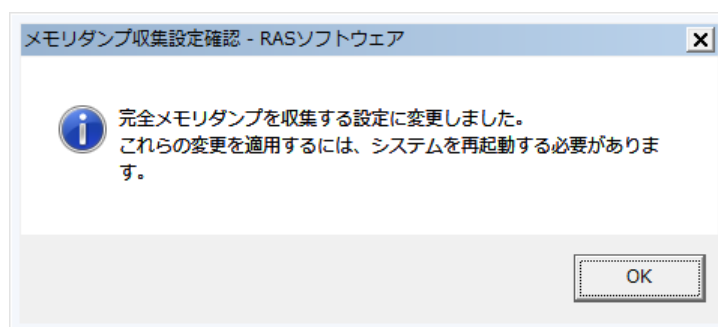 メモリダンプ収集設定確認 - RASソフトウェア
完全メモリダンプを収集する設定に変更しました。
これらの変更を適用するには、システムを再起動する必要がありま
す。
OK